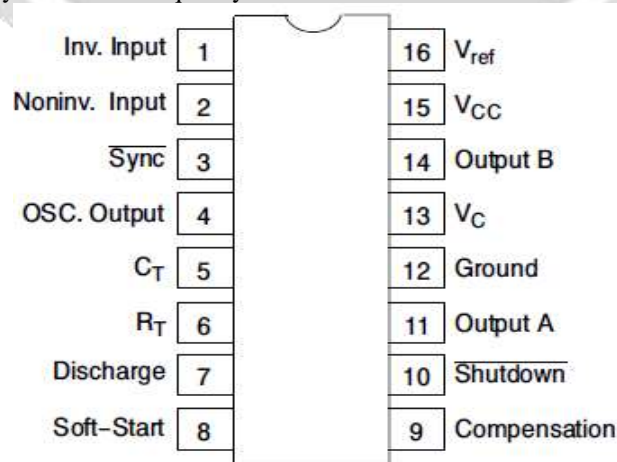 Inv. Input 1 16 Vref
Noninv. Input 2 15 VCC
Sync 3 14 Output B
OSC. Output 4 13 VC
CT 5 12 Ground
RT 6 11 Output A
Discharge 7 10 Shutdown
Soft-Start 8 9 Compensation